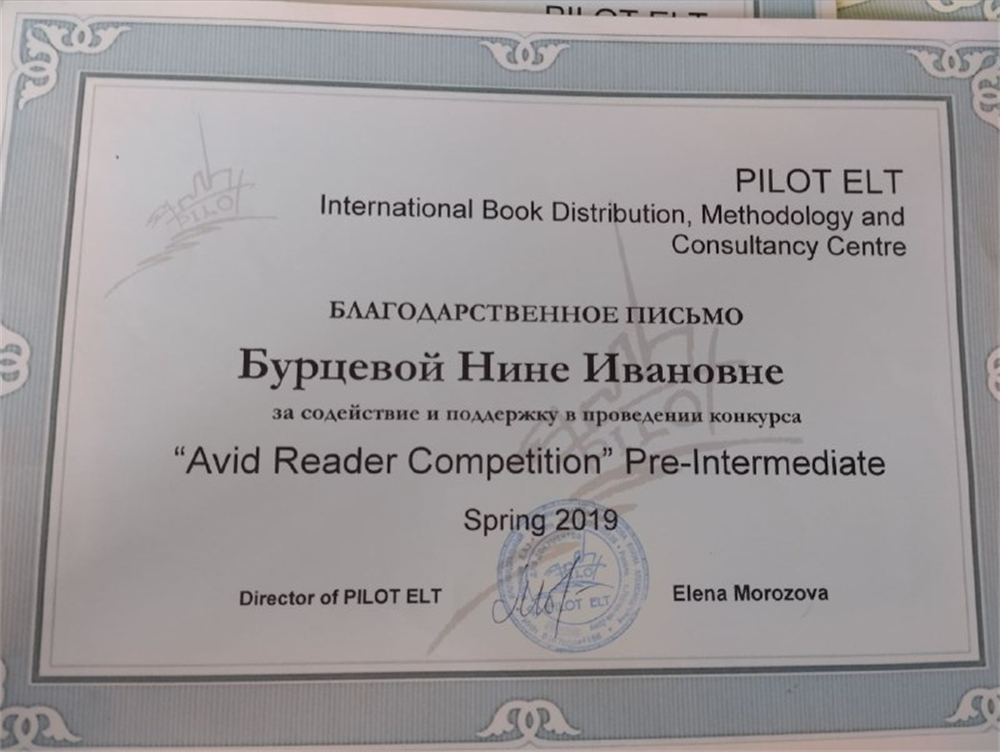 PILOT ELT
PILOT ELT
International Book Distribution, Methodology and
Consultancy Centre
БЛАГОДАРСТВЕННОЕ ПИСЬМО
Бурцевой Нине Ивановне
за содействие и поддержку в проведении конкурса
“Avid Reader Competition” Pre-Intermediate
Spring 2019
Director of PILOT ELT
PILOT ELT
Elena Morozova